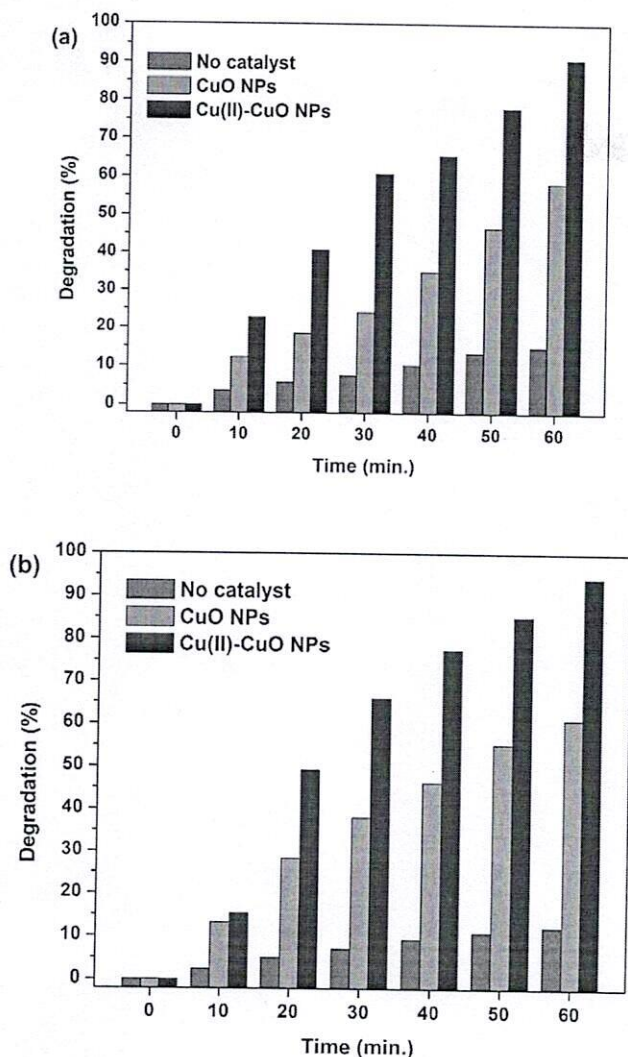 (a)
No catalyst
CuO NPs
Cu(II)-CuO NPs
Degradation (%)
100
90
80
70
60
50
40
30
20
10
0
0 10 20 30 40 50 60
Time (min.)
(b)
No catalyst
CuO NPs
Cu(II)-CuO NPs
Degradation (%)
100
90
80
70
60
50
40
30
20
10
0
0 10 20 30 40 50 60
Time (min.)